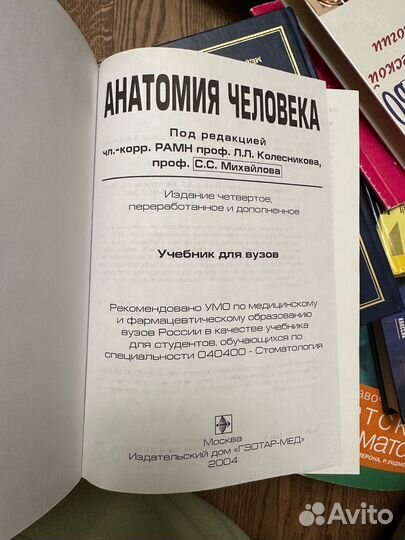 АНАТОМИЯ ЧЕЛОВЕКА
Под редакцией
чл.-корр. РАМН проф. Л.Л. Колесникова,
проф. С.С. Михайлова
Издание четвертое,
переработанное и дополненное
Учебник для вузов
Рекомендовано УМО по медицинскому
и фармацевтическому образованию
вузов России в качестве учебника
для студентов, обучающихся по
специальности 040400 - Стоматология
Москва
Издательский дом «ГЭОТАР-МЕД»
2004
Avito